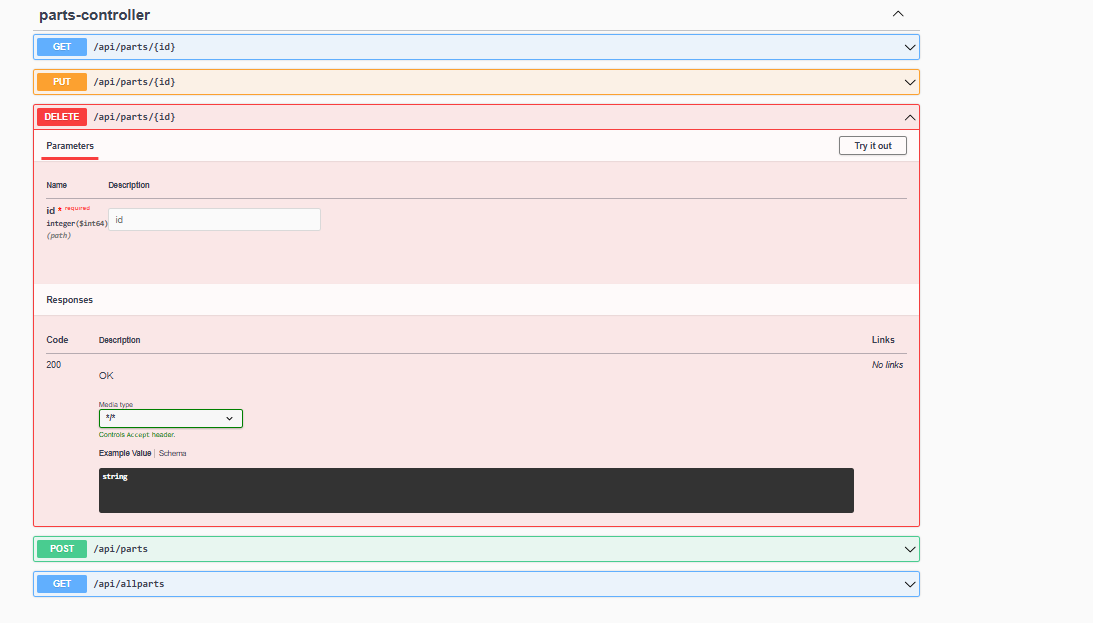 parts-controller
GET /api/parts/{id}
PUT /api/parts/{id}
DELETE /api/parts/{id}
Parameters Try it out
Name Description
id * required
integer($int64)
(path)
id
Responses
Code Description Links
200 No links
OK
Media type
*/*
Controls Accept header.
Example Value | Schema
string
POST /api/parts
GET /api/allparts